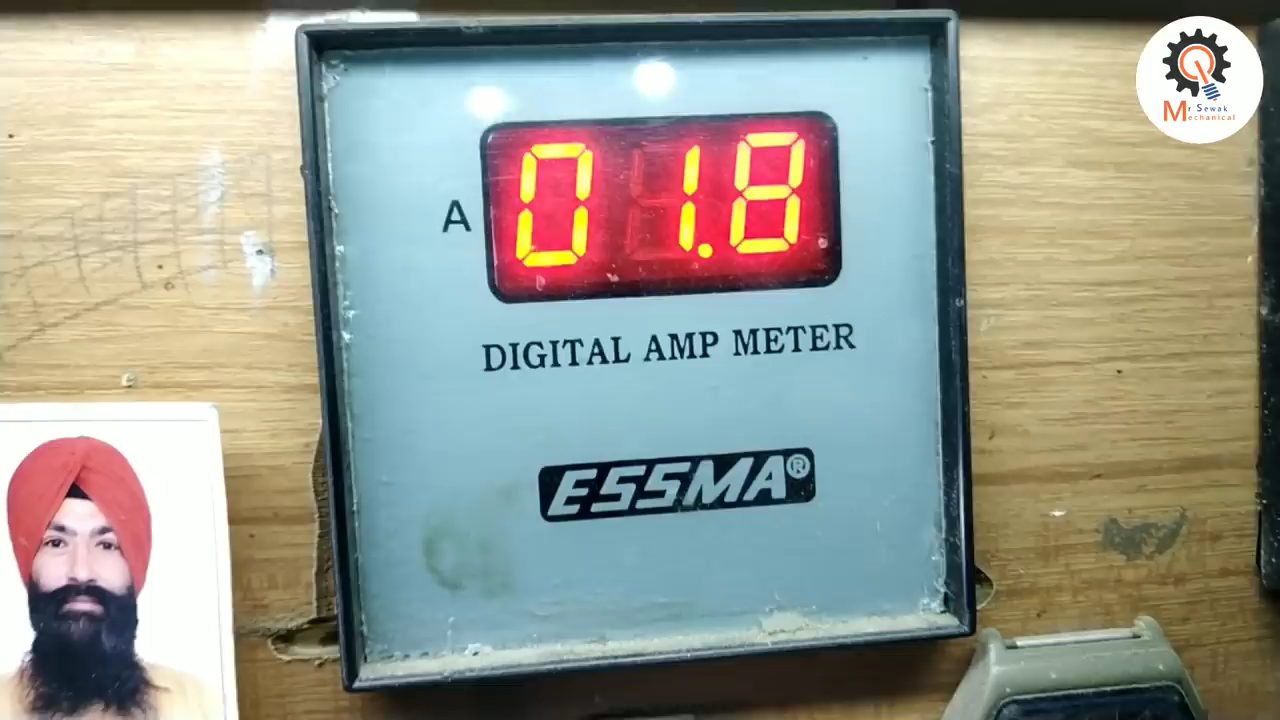 Mr Sewak
Mechanical
A
01.8
DIGITAL AMP METER
ESSMA®